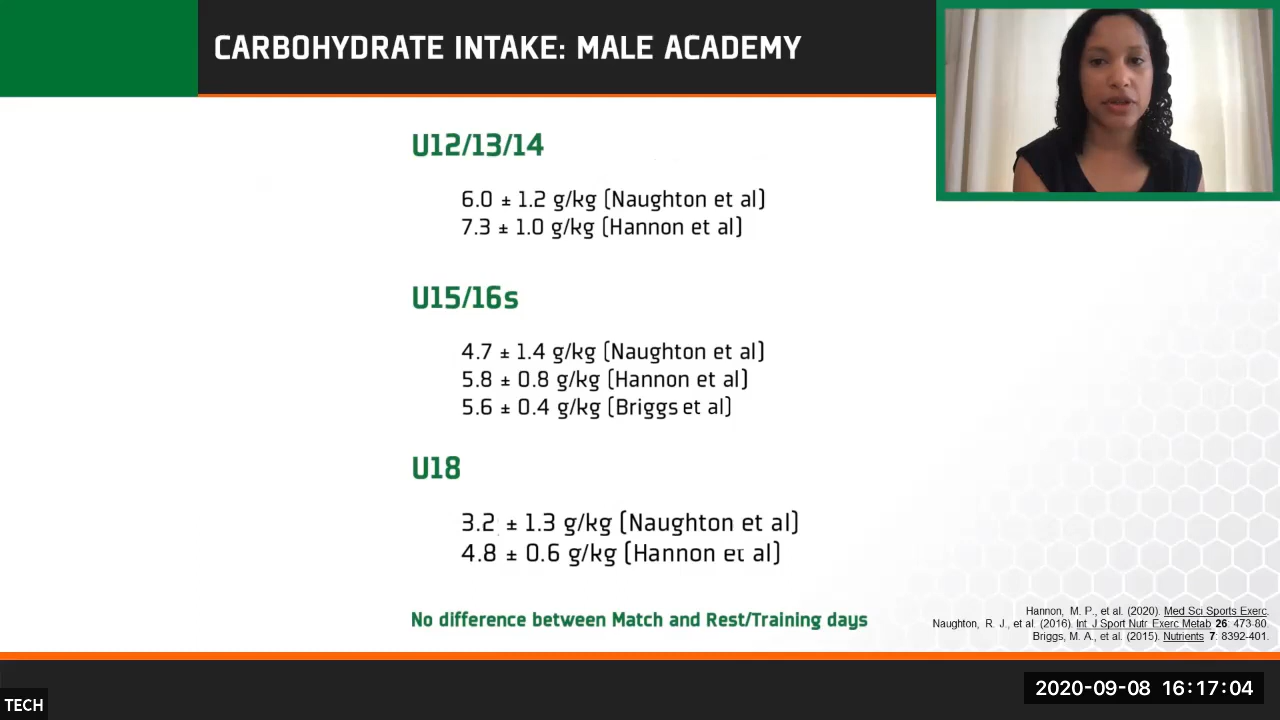 CARBOHYDRATE INTAKE: MALE ACADEMY
U12/13/14
6.0 ± 1.2 g/kg (Naughton et al)
7.3 ± 1.0 g/kg (Hannon et al)
U15/16s
4.7 ± 1.4 g/kg (Naughton et al)
5.8 ± 0.8 g/kg (Hannon et al)
5.6 ± 0.4 g/kg (Briggs et al)
U18
3.2 ± 1.3 g/kg (Naughton et al)
4.8 ± 0.6 g/kg (Hannon et al)
No difference between Match and Rest/Training days
Hannon, M. P., et al. (2020). Med Sci Sports Exerc.
Naughton, R. J., et al. (2016). Int J Sport Nutr Exerc Metab 26: 473-80.
Briggs, M. A., et al. (2015). Nutrients 7: 8392-401.
2020-09-08 16:17:04
TECH